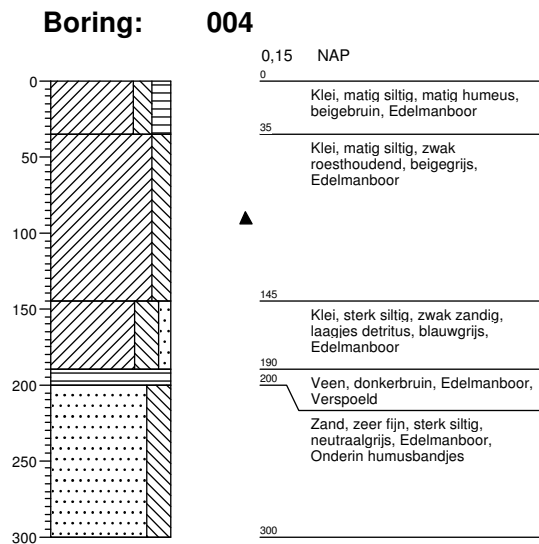 Boring: 004
0,15 NAP
0
0
Klei, matig siltig, matig humeus,
beigebruin, Edelmanboor
35
Klei, matig siltig, zwak
roesthoudend, beigegrijs,
Edelmanboor
50
100
145
150
Klei, sterk siltig, zwak zandig,
laagjes detritus, blauwgrijs,
Edelmanboor
190
200
200
Veen, donkerbruin, Edelmanboor,
Verspoeld
Zand, zeer fijn, sterk siltig,
neutraalgrijs, Edelmanboor,
Onderin humusbandjes
250
300
300